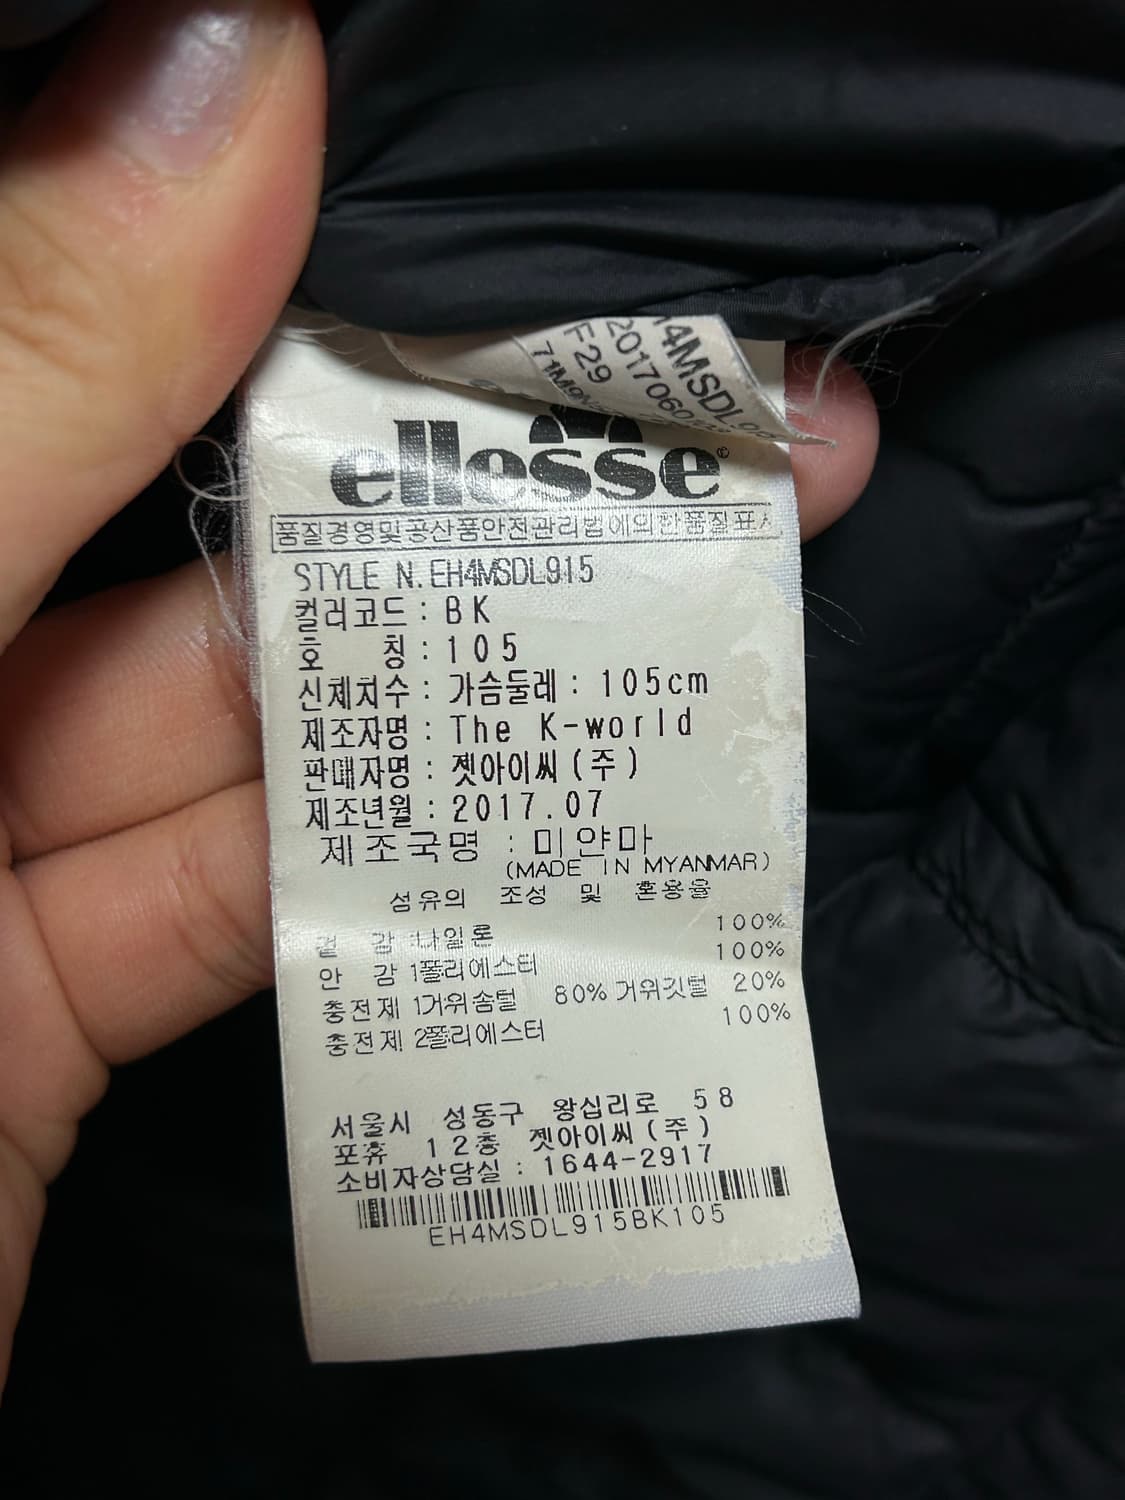 F29
ellesse
품질경영및공산품안전관리법에의한품질표시
STYLE N. EH4MSDL915
컬러코드 : BK
호 칭 : 105
신체치수 : 가슴둘레 : 105cm
제조자명 : The K-world
판매자명 : 젯아이씨(주)
제조년월 : 2017.07
제조국명 : 미얀마
(MADE IN MYANMAR)
섬유의 조성 및 혼용율
겉 감 :나일론 100%
안 감 1폴리에스터 100%
충전제 1거위솜털 80% 거위깃털 20%
충전제 2폴리에스터 100%
서울시 성동구 왕십리로 58
포휴 12층 젯아이씨(주)
소비자상담실 : 1644-2917
EH4MSDL915BK105